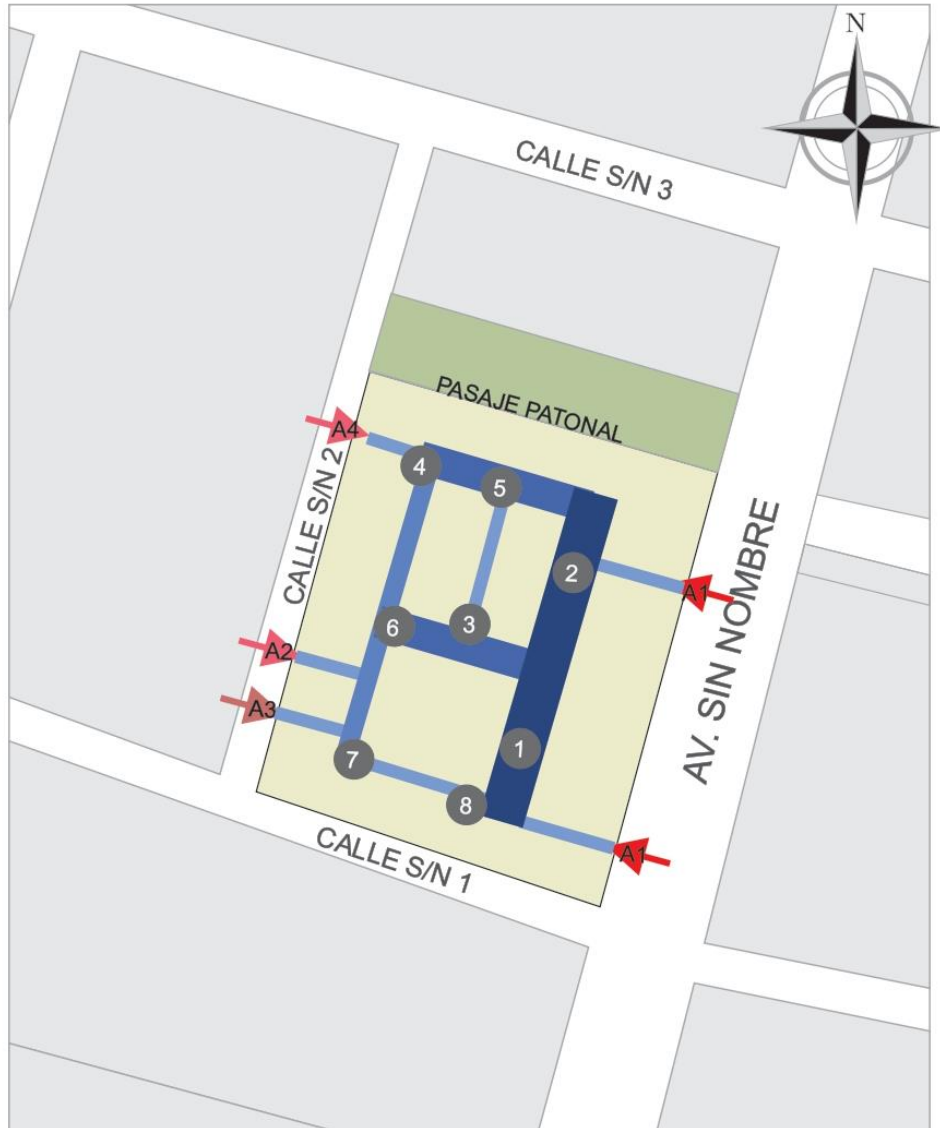 N
CALLE S/N 3
PASAJE PATONAL
A4
4
5
CALLE S/N 2
2
A1
AV. SIN NOMBRE
6
3
A2
A3
1
7
8
CALLE S/N 1
A1